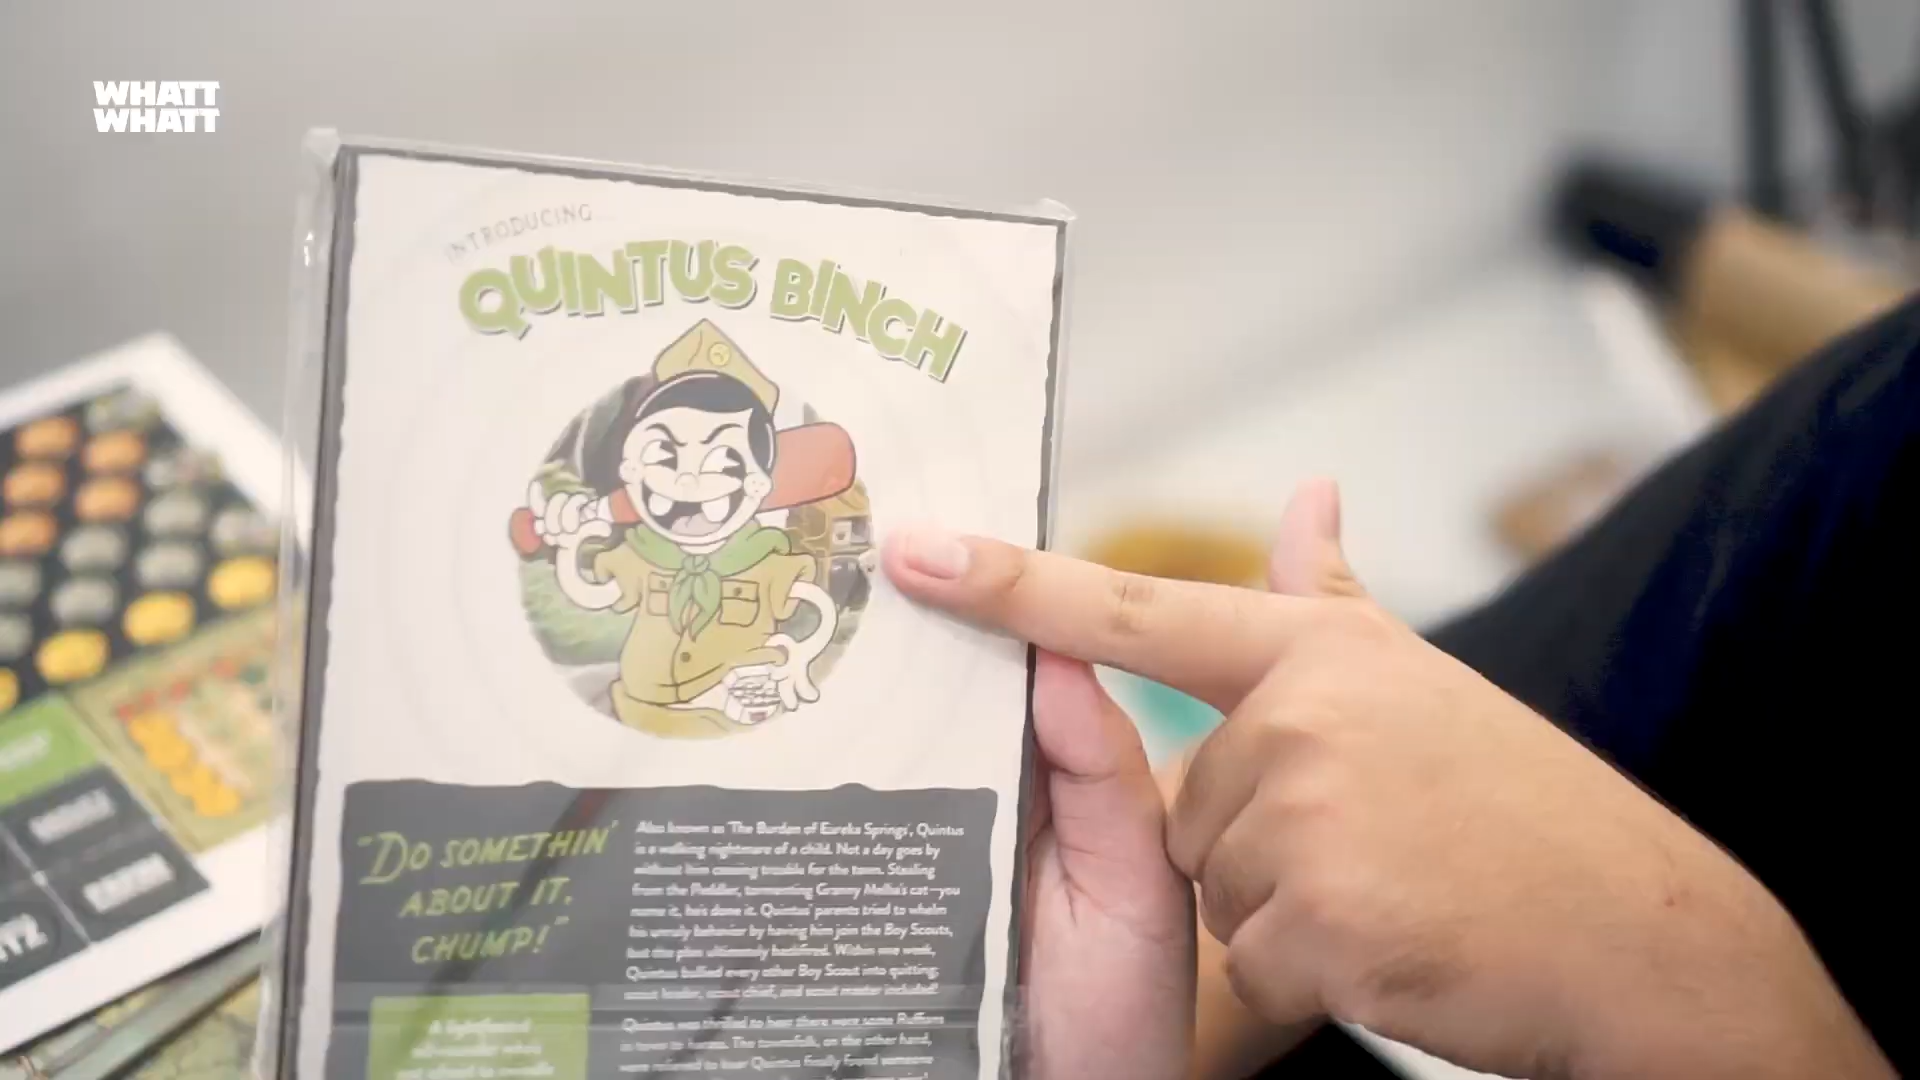 WHATT
WHATT
INTRODUCING...
QUINTUS BINCH
"DO SOMETHIN'
ABOUT IT,
CHUMP!"
Also known as 'The Burden of Eureka Springs', Quintus
is a walking nightmare of a child. Not a day goes by
without him causing trouble for the town. Stealing
from the Peddler, tormenting Granny Mellie's cat—you
name it, he's done it. Quintus' parents tried to whelm
his unruly behavior by having him join the Boy Scouts,
but the plan ultimately backfired. Within one week,
Quintus bullied every other Boy Scout into quitting;
scout leader, scout chief, and scout master included!
A lightfooted
Quintus was thrilled to hear there were some Ruffians
in town to harass. The townsfolk, on the other hand,
were relieved to hear Quintus finally found someone